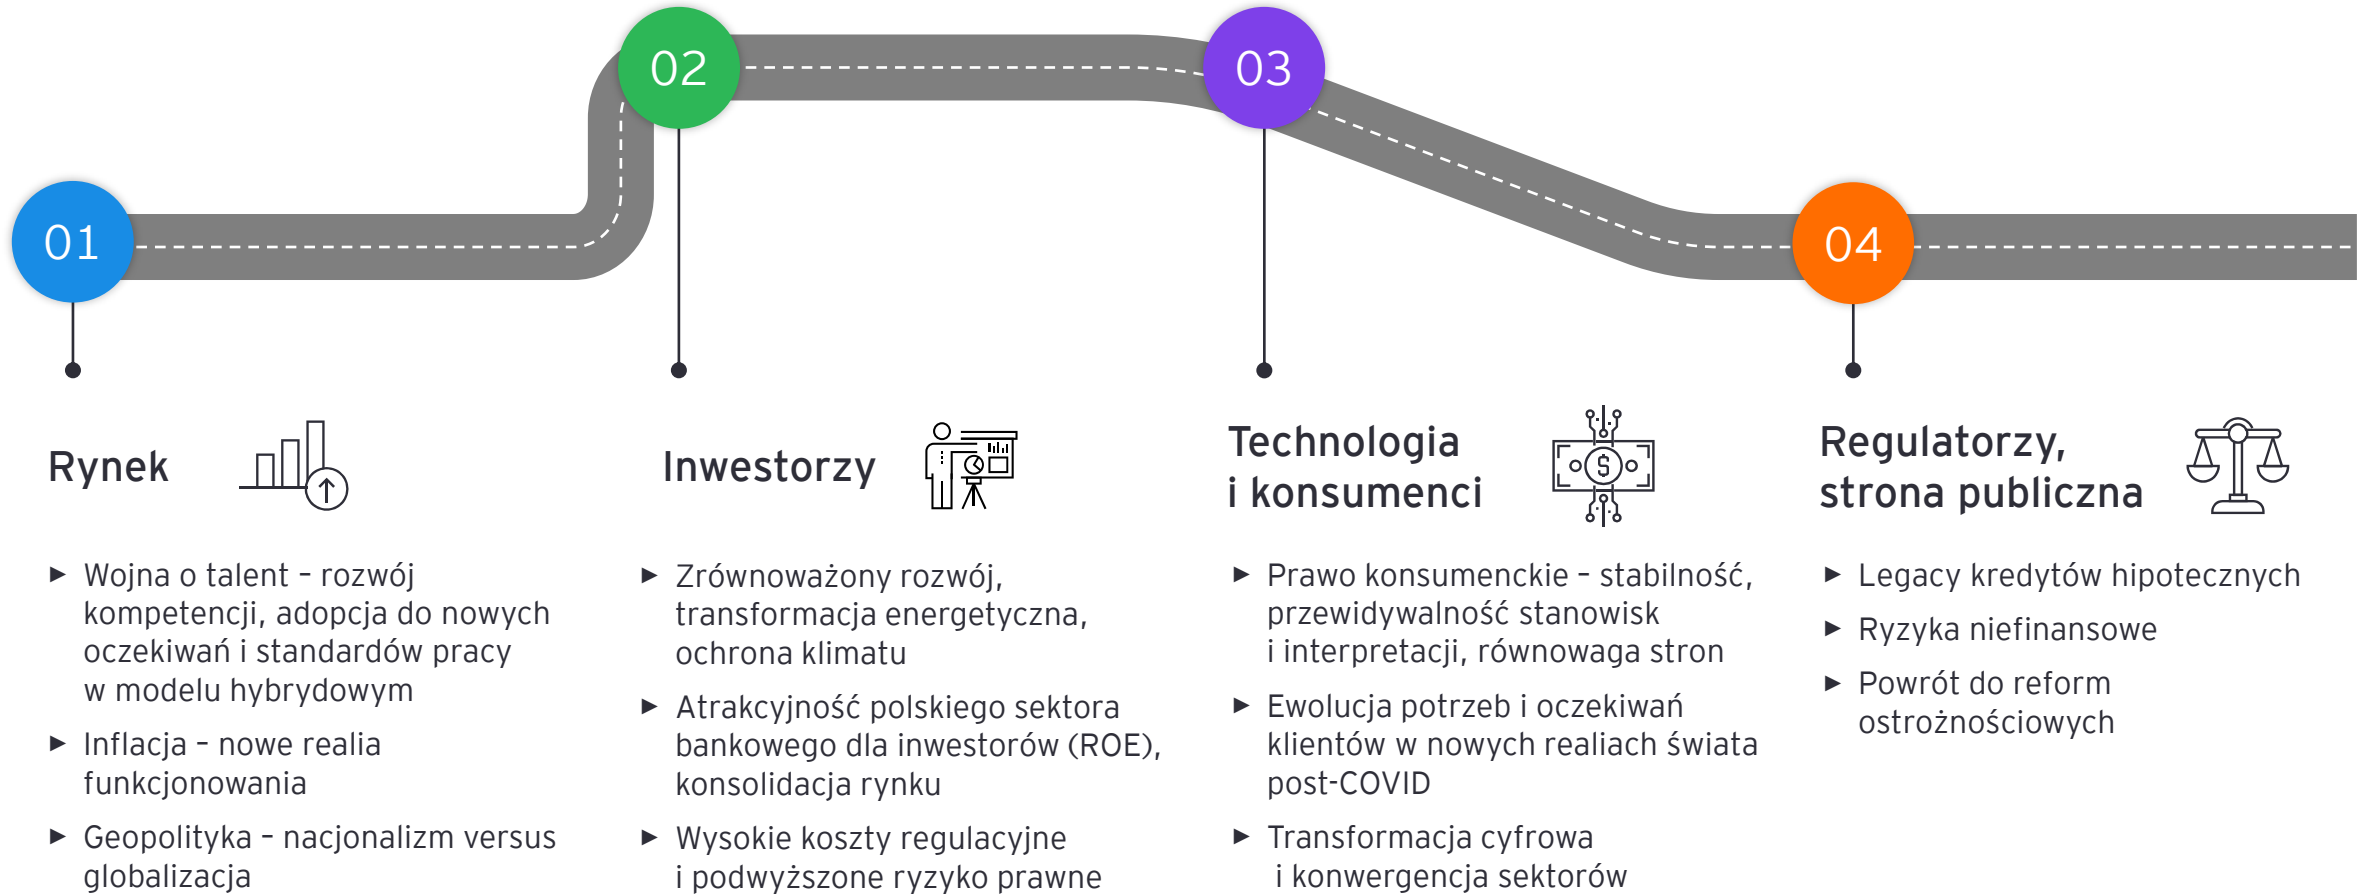 01
02
03
04
Rynek
► Wojna o talent – rozwój
kompetencji, adopcja do nowych
oczekiwań i standardów pracy
w modelu hybrydowym
► Inflacja – nowe realia
funkcjonowania
► Geopolityka – nacjonalizm versus
globalizacja
Inwestorzy
► Zrównoważony rozwój,
transformacja energetyczna,
ochrona klimatu
► Atrakcyjność polskiego sektora
bankowego dla inwestorów (ROE),
konsolidacja rynku
► Wysokie koszty regulacyjne
i podwyższone ryzyko prawne
Technologia
i konsumenci
$
► Prawo konsumenckie – stabilność,
przewidywalność stanowisk
i interpretacji, równowaga stron
► Ewolucja potrzeb i oczekiwań
klientów w nowych realiach świata
post-COVID
► Transformacja cyfrowa
i konwergencja sektorów
Regulatorzy,
strona publiczna
► Legacy kredytów hipotecznych
► Ryzyka niefinansowe
► Powrót do reform
ostrożnościowych